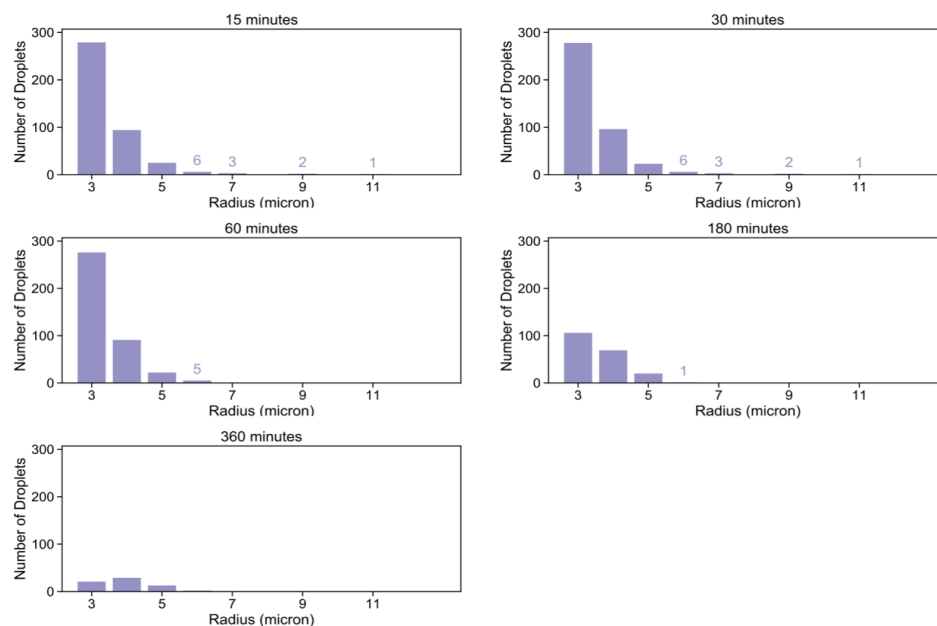 15 minutes
Number of Droplets
300
200
100
0
6
3
2
1
3 5 7 9 11
Radius (micron)
30 minutes
Number of Droplets
300
200
100
0
6
3
2
1
3 5 7 9 11
Radius (micron)
60 minutes
Number of Droplets
300
200
100
0
5
3 5 7 9 11
Radius (micron)
180 minutes
Number of Droplets
300
200
100
0
1
3 5 7 9 11
Radius (micron)
360 minutes
Number of Droplets
300
200
100
0
3 5 7 9 11
Radius (micron)